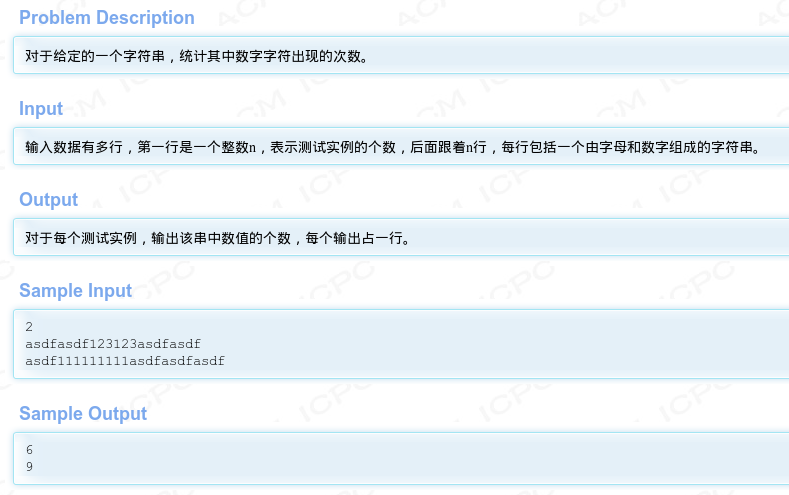 Problem Description
对于给定的一个字符串，统计其中数字字符出现的次数。
Input
输入数据有多行，第一行是一个整数n，表示测试实例的个数，后面跟着n行，每行包括一个由字母和数字组成的字符串。
Output
对于每个测试实例，输出该串中数值的个数，每个输出占一行。
Sample Input
2
asdfasdf123123asdfasdf
asdf111111111asdfasdfasdf
Sample Output
6
9